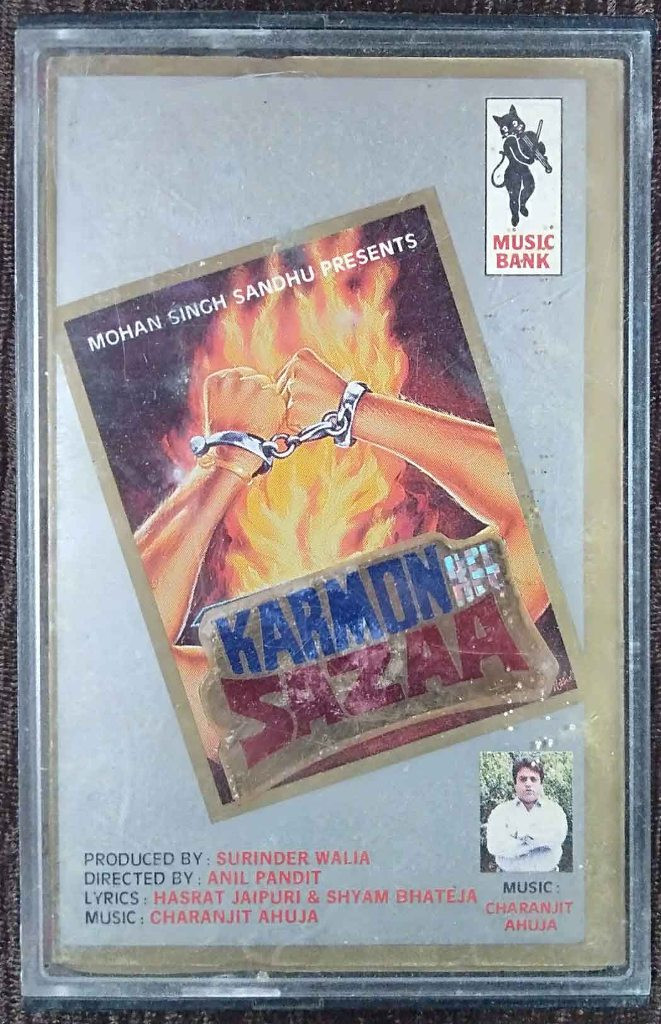 MUSIC
BANK
MOHAN SINGH SANDHU PRESENTS
KARMON
SAZAA
PRODUCED BY: SURINDER WALIA
DIRECTED BY: ANIL PANDIT
LYRICS: HASRAT JAIPURI & SHYAM BHATEJA
MUSIC: CHARANJIT AHUJA
MUSIC:
CHARANJIT
AHUJA